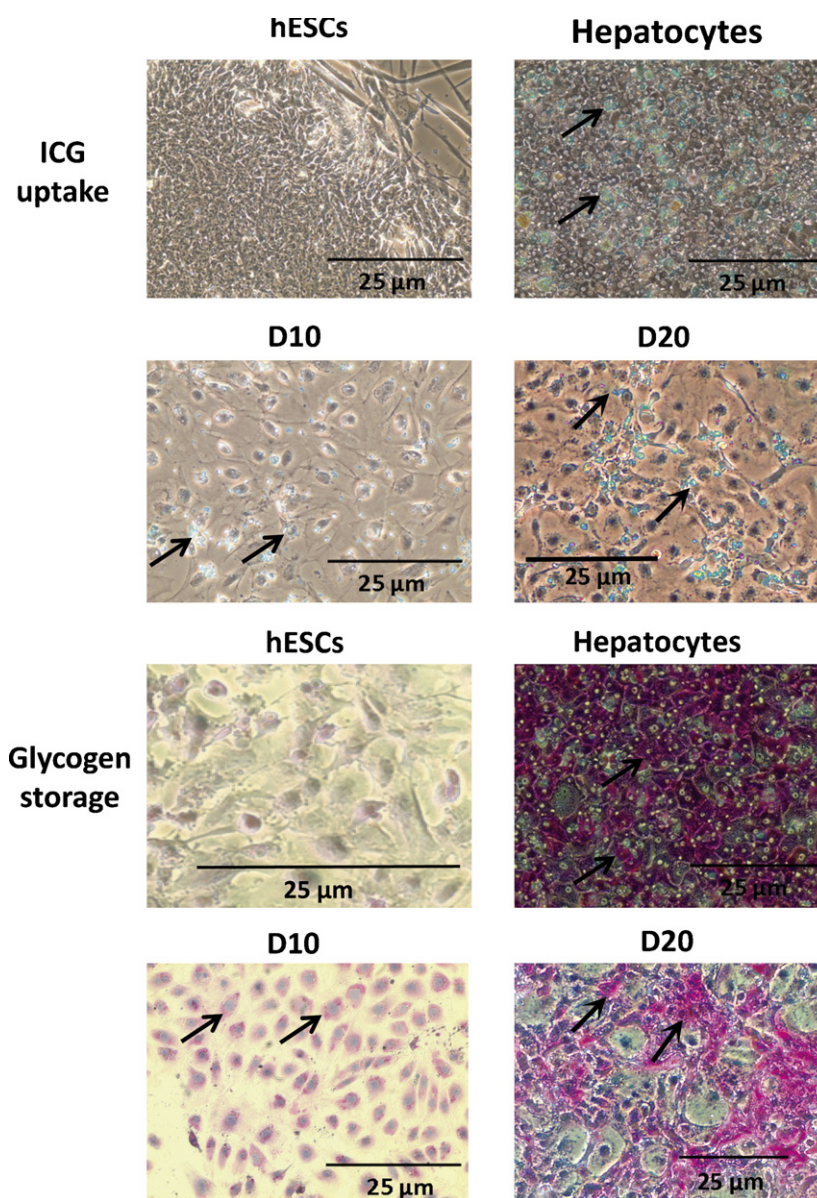 hESCs
Hepatocytes
ICG
uptake
25 µm
25 µm
D10
D20
25 µm
25 µm
hESCs
Hepatocytes
Glycogen
storage
25 µm
25 µm
D10
D20
25 µm
25 µm